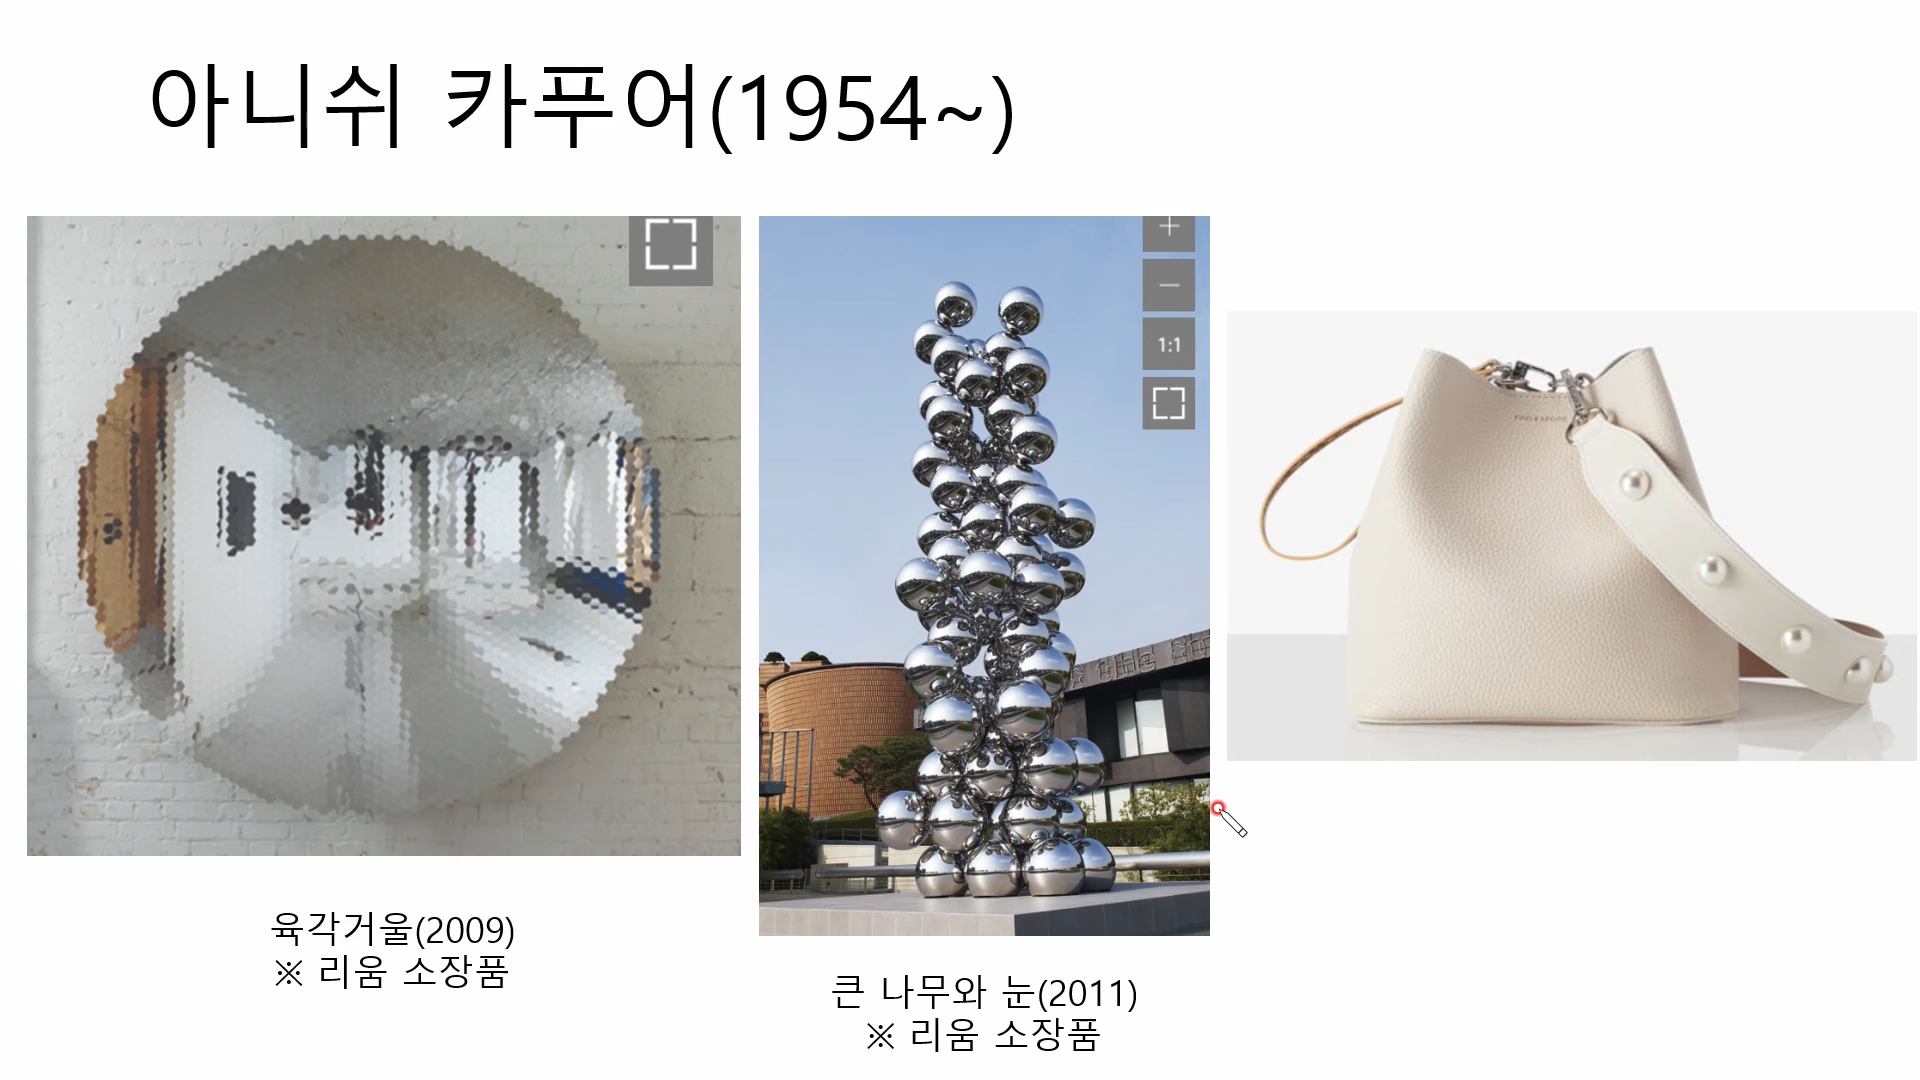 아니쉬 카푸어(1954~)
1:1
육각거울(2009)
※ 리움 소장품
큰 나무와 눈(2011)
※ 리움 소장품